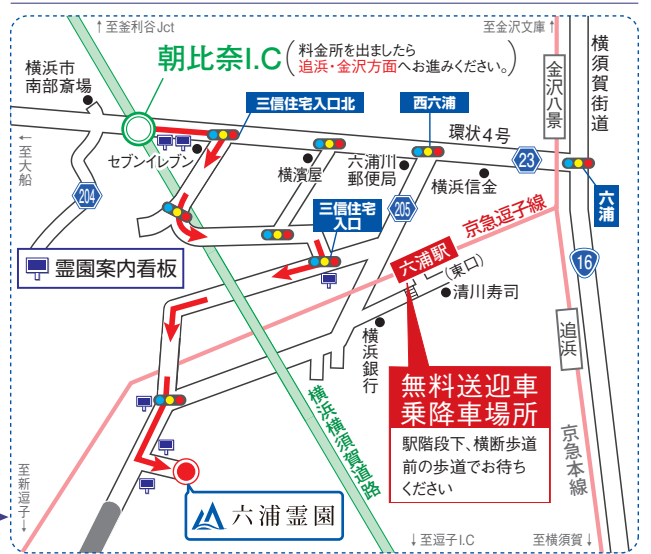 ↑至釜利谷Jct
至金沢文庫↑
朝比奈I.C
料金所を出ましたら
追浜・金沢方面へお進みください。
横浜市
南部斎場
三信住宅入口北
西六浦
金沢八景
横須賀街道
環状4号
←至大船
セブンイレブン
横濱屋
六浦川
郵便局
横浜信金
23
六浦
204
205
三信住宅
入口
京急逗子線
霊園案内看板
六浦駅
(東口)
清川寿司
16
追浜
横浜銀行
無料送迎車
乗降車場所
駅階段下、横断歩道
前の歩道でお待ち
ください
横浜横須賀道路
京急本線
至新逗子↓
六浦霊園
↓至逗子I.C
至横須賀↓